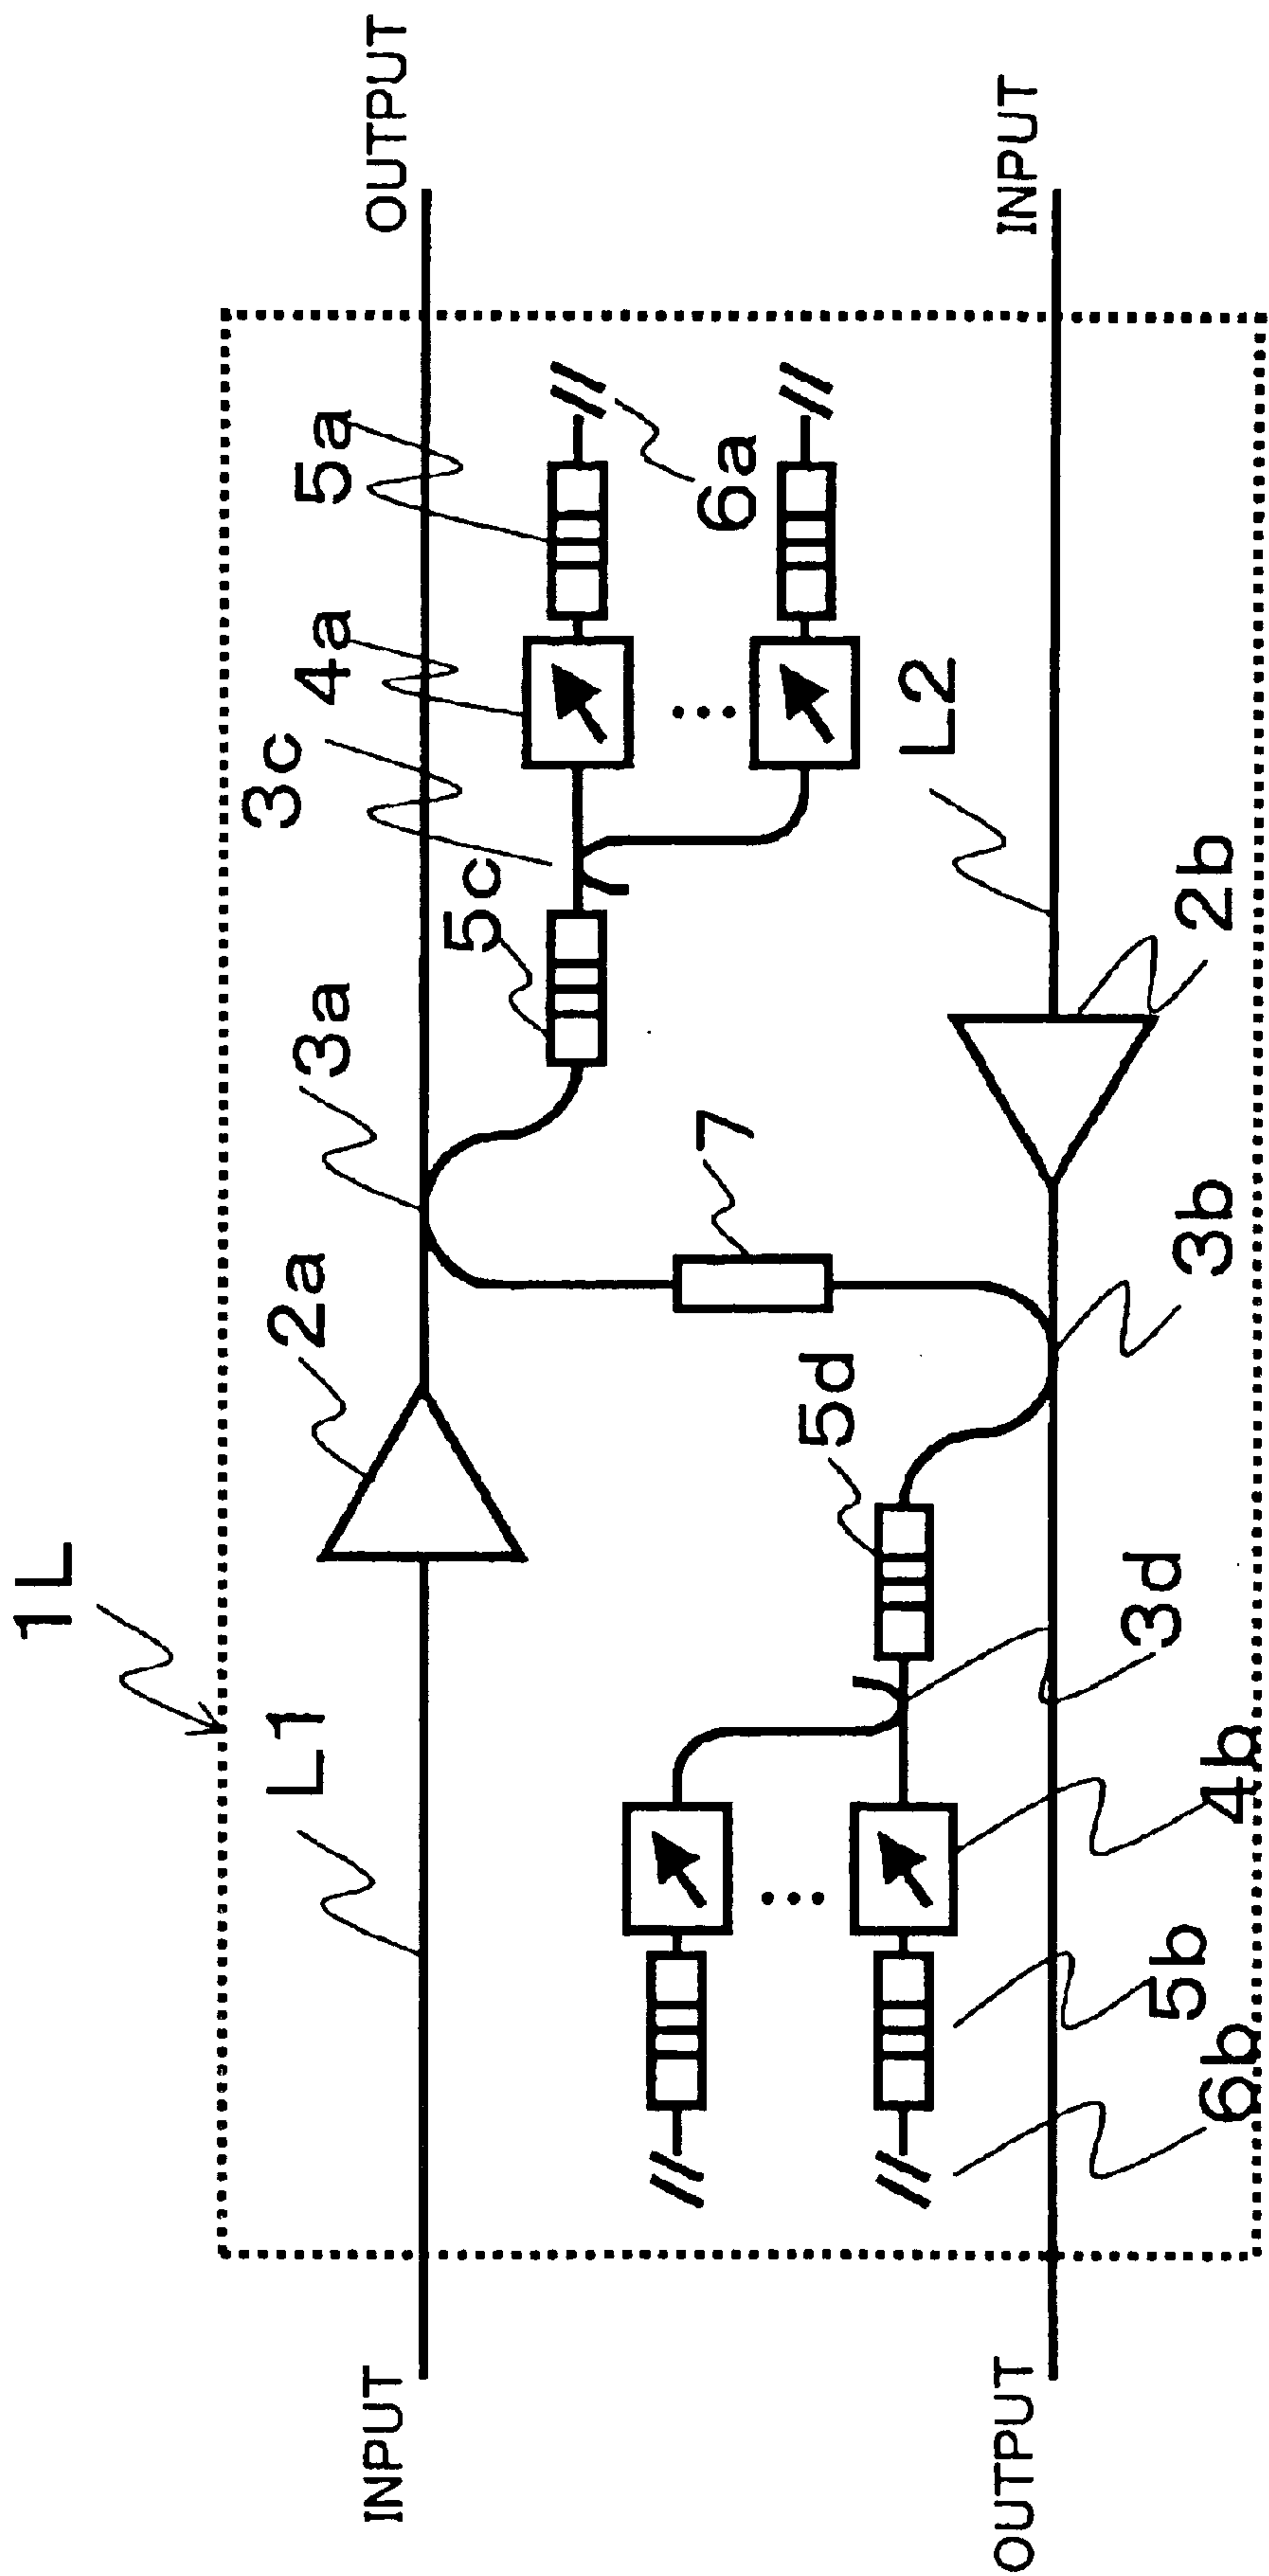 1L
L1
2a
3a
5c
3c
4a
5a
OUTPUT
INPUT
6a
7
L2
5d
2b
3b
3d
4b
5b
6b
OUTPUT
INPUT